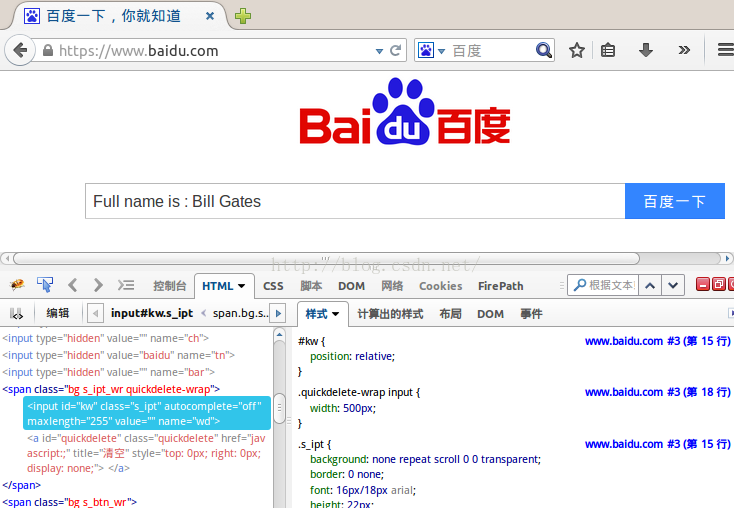 百度一下，你就知道
https://www.baidu.com
百度
Baidu百度
Full name is : Bill Gates
百度一下
http://blog.csdn.net/
控制台 HTML CSS 脚本 DOM 网络 Cookies FirePath
根据文本
编辑 input#kw.s_ipt span.bg.s...
样式 计算出的样式 布局 DOM 事件
<input type="hidden" value="" name="ch">
<input type="hidden" value="baidu" name="tn">
<input type="hidden" value="" name="bar">
<span class="bg s_ipt_wr quickdelete-wrap">
<input id="kw" class="s_ipt" autocomplete="off"
maxlength="255" value="" name="wd">
<a id="quickdelete" class="quickdelete" href="jav
ascript:;" title="清空" style="top: 0px; right: 0px;
display: none;"> </a>
</span>
<span class="bg s_btn_wr">
#kw { www.baidu.com #3 (第 15 行)
position: relative;
}
.quickdelete-wrap input { www.baidu.com #3 (第 18 行)
width: 500px;
}
.s_ipt { www.baidu.com #3 (第 15 行)
background: none repeat scroll 0 0 transparent;
border: 0 none;
font: 16px/18px arial;
height: 22px;